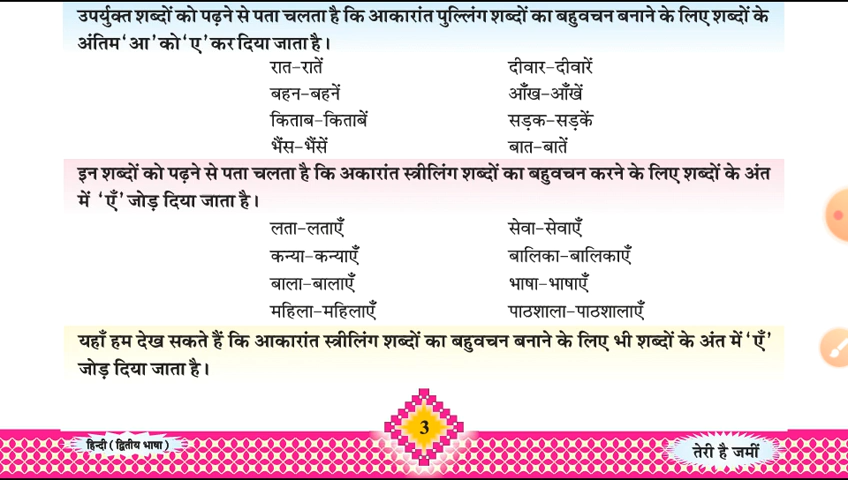 उपर्युक्त शब्दों को पढ़ने से पता चलता है कि आकारांत पुल्लिंग शब्दों का बहुवचन बनाने के लिए शब्दों के
अंतिम 'आ' को 'ए' कर दिया जाता है।
रात-रातें दीवार-दीवारें
बहन-बहनें आँख-आँखें
किताब-किताबें सड़क-सड़कें
भैंस-भैंसें बात-बातें
इन शब्दों को पढ़ने से पता चलता है कि अकारांत स्त्रीलिंग शब्दों का बहुवचन करने के लिए शब्दों के अंत
में 'एँ' जोड़ दिया जाता है।
लता-लताएँ सेवा-सेवाएँ
कन्या-कन्याएँ बालिका-बालिकाएँ
बाला-बालाएँ भाषा-भाषाएँ
महिला-महिलाएँ पाठशाला-पाठशालाएँ
यहाँ हम देख सकते हैं कि आकारांत स्त्रीलिंग शब्दों का बहुवचन बनाने के लिए भी शब्दों के अंत में 'एँ'
जोड़ दिया जाता है।
3
हिन्दी (द्वितीय भाषा) तेरी है जमीं